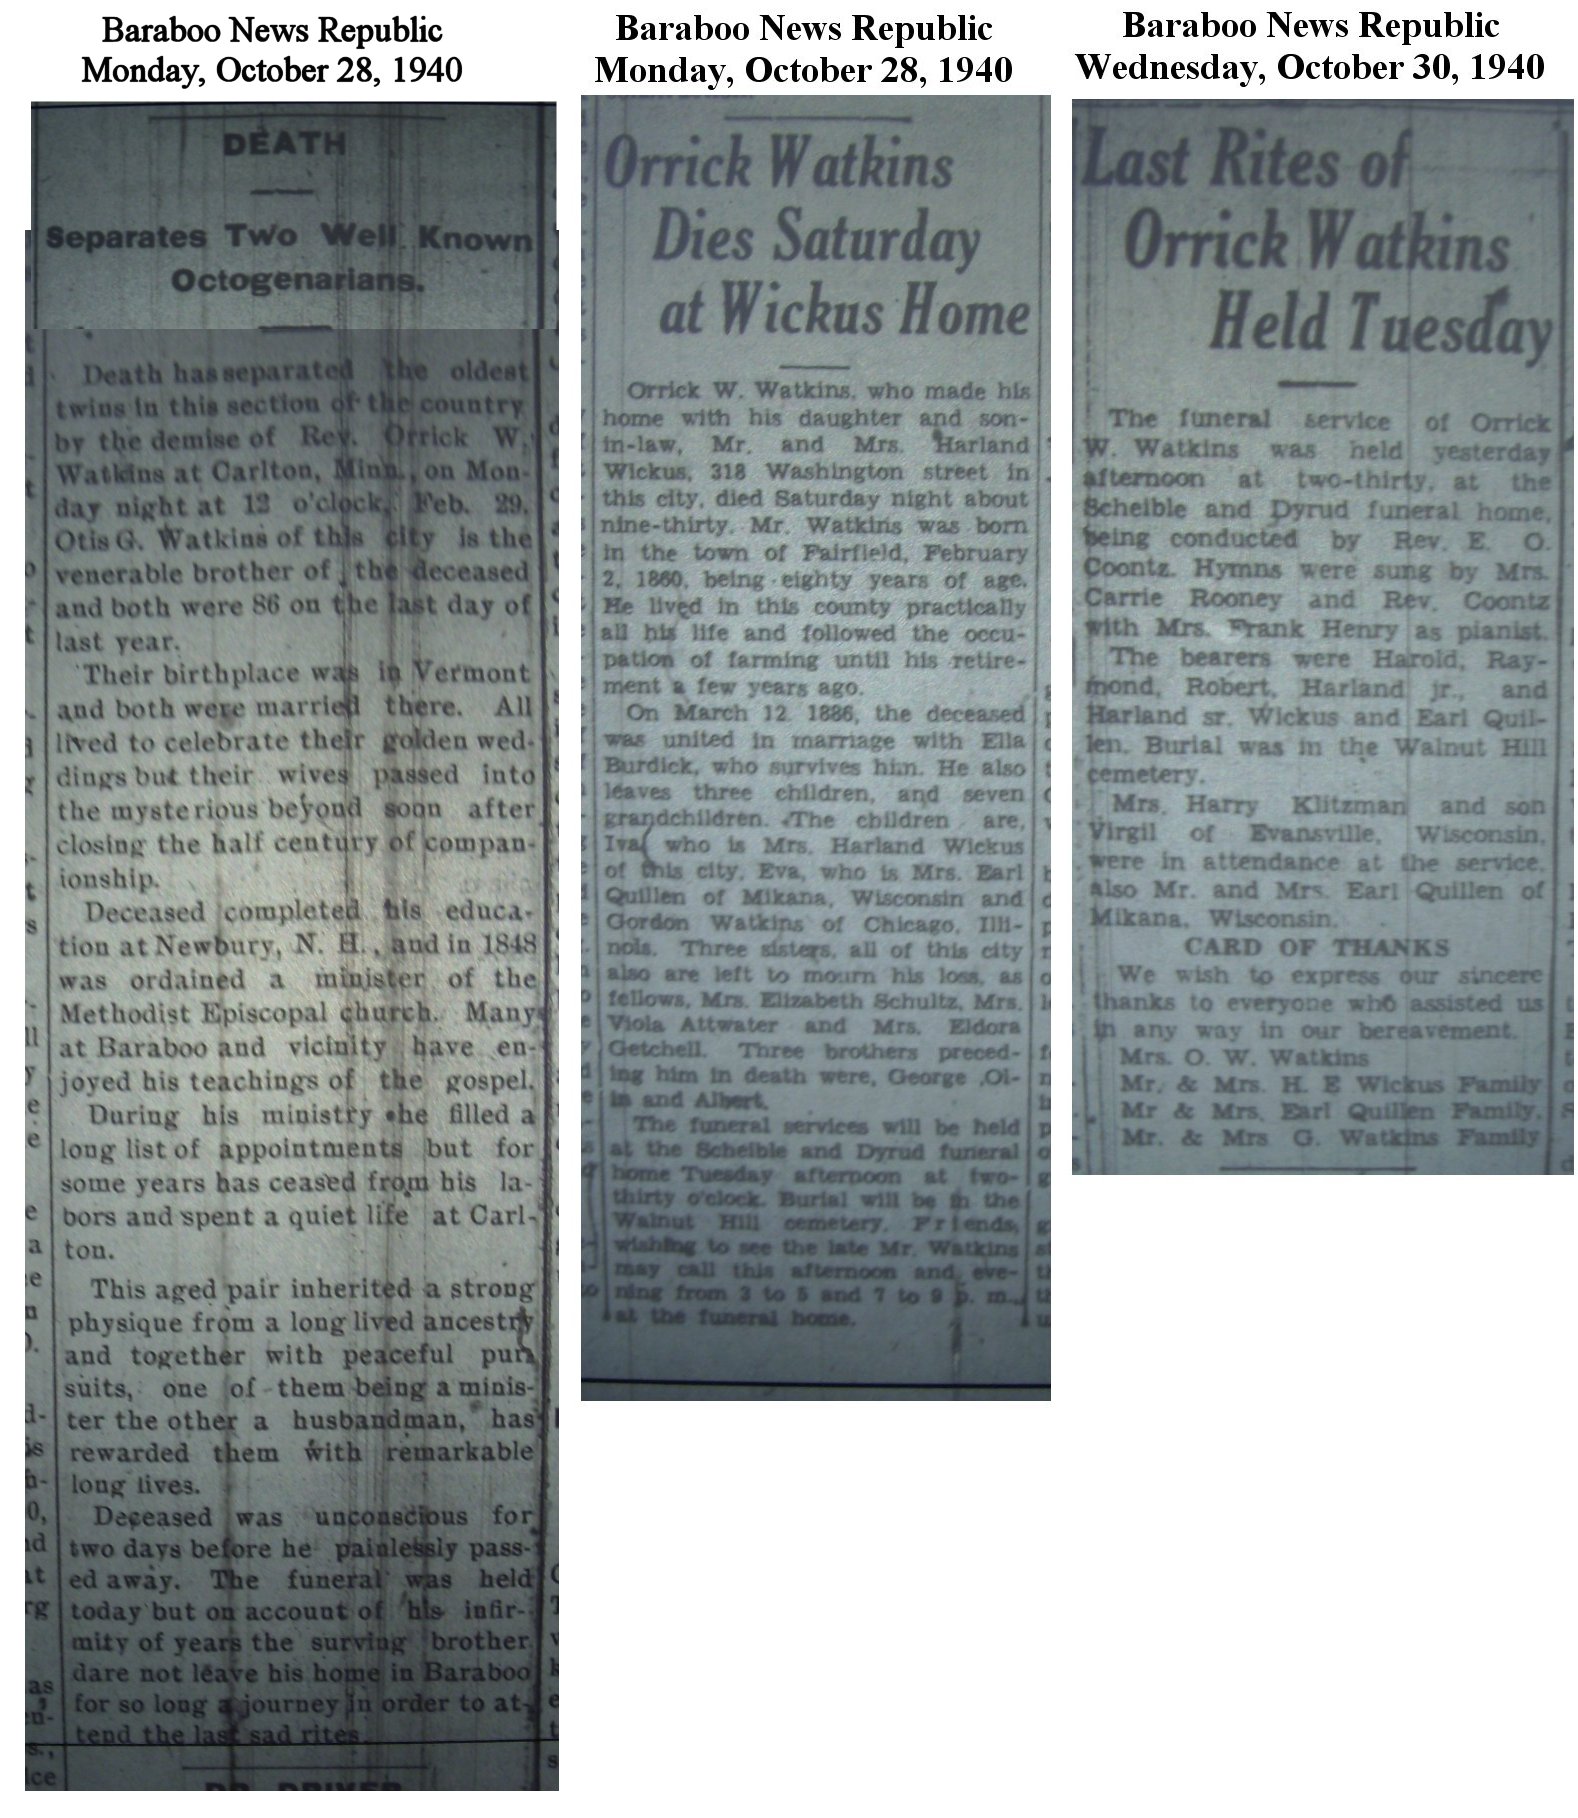 Baraboo News Republic
Monday, October 28, 1940
DEATH
Separates Two Well Known
Octogenarians.
Death has separated the oldest
twins in this section of the country
by the demise of Rev. Orrick W.
Watkins at Carlton, Minn., on Mon-
day night at 12 o'clock, Feb. 29.
Otis G. Watkins of this city is the
venerable brother of the deceased
and both were 86 on the last day of
last year.
Their birthplace was in Vermont
and both were married there. All
lived to celebrate their golden wed-
dings but their wives passed into
the mysterious beyond soon after
closing the half century of compan-
ionship.
Deceased completed his educa-
tion at Newbury, N. H., and in 1848
was ordained a minister of the
Methodist Episcopal church. Many
at Baraboo and vicinity have en-
joyed his teachings of the gospel.
During his ministry he filled a
long list of appointments but for
some years has ceased from his la-
bors and spent a quiet life at Carl-
ton.
This aged pair inherited a strong
physique from a long lived ancestry
and together with peaceful pur
suits, one of them being a minis-
ter the other a husbandman, has
rewarded them with remarkable
long lives.
Deceased was unconscious for
two days before he painlessly pass-
ed away. The funeral was held
today but on account of his infir-
mity of years the surving brother
dare not leave his home in Baraboo
for so long a journey in order to at-
tend the last sad rites.
Baraboo News Republic
Monday, October 28, 1940
Orrick Watkins
Dies Saturday
at Wickus Home
Orrick W. Watkins, who made his
home with his daughter and son-
in-law, Mr. and Mrs. Harland
Wickus, 318 Washington street in
this city, died Saturday night about
nine-thirty. Mr. Watkins was born
in the town of Fairfield, February
2, 1860, being eighty years of age.
He lived in this county practically
all his life and followed the occu-
pation of farming until his retire-
ment a few years ago.
On March 12 1886, the deceased
was united in marriage with Ella
Burdick, who survives him. He also
leaves three children, and seven
grandchildren. The children are,
Iva, who is Mrs. Harland Wickus
of this city, Eva, who is Mrs. Earl
Quillen of Mikana, Wisconsin and
Gordon Watkins of Chicago, Illi-
nois. Three sisters, all of this city
also are left to mourn his loss, as
fellows, Mrs. Elizabeth Schultz, Mrs.
Viola Attwater and Mrs. Eldora
Getchell. Three brothers preced-
ing him in death were, George ,Ol-
in and Albert.
The funeral services will be held
at the Scheible and Dyrud funeral
home Tuesday afternoon at two-
thirty o'clock. Burial will be in the
Walnut Hill cemetery. Friends,
wishing to see the late Mr. Watkins
may call this afternoon and eve-
ning from 3 to 5 and 7 to 9 p. m.,
at the funeral home.
Baraboo News Republic
Wednesday, October 30, 1940
Last Rites of
Orrick Watkins
Held Tuesday
The funeral service of Orrick
W. Watkins was held yesterday
afternoon at two-thirty, at the
Scheible and Dyrud funeral home,
being conducted by Rev. E. O.
Coontz. Hymns were sung by Mrs.
Carrie Rooney and Rev. Coontz
with Mrs. Frank Henry as pianist.
The bearers were Harold, Ray-
mond, Robert, Harland jr., and
Harland sr. Wickus and Earl Quil-
len. Burial was in the Walnut Hill
cemetery.
Mrs. Harry Klitzman and son
Virgil of Evansville, Wisconsin,
were in attendance at the service,
also Mr. and Mrs. Earl Quillen of
Mikana, Wisconsin.
CARD OF THANKS
We wish to express our sincere
thanks to everyone who assisted us
in any way in our bereavement.
Mrs. O. W. Watkins
Mr. & Mrs. H. E Wickus Family
Mr & Mrs. Earl Quillen Family.
Mr. & Mrs G. Watkins Family